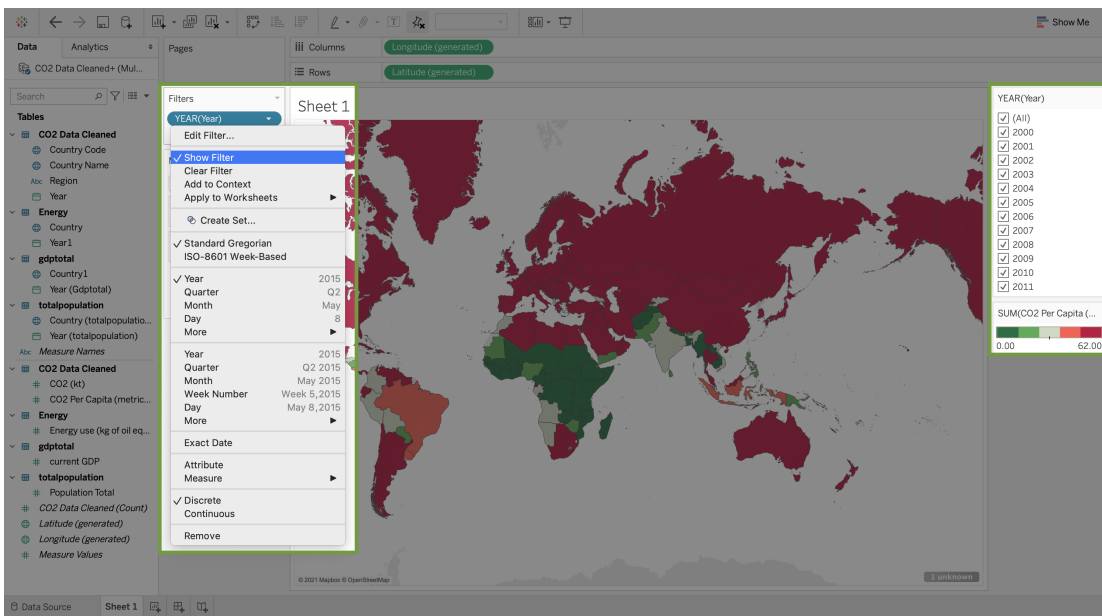 Show Me
Data
Analytics
Pages
Columns
Longitude (generated)
CO2 Data Cleaned+ (Mul...
Rows
Latitude (generated)
Search
Tables
CO2 Data Cleaned
Country Code
Country Name
Abc Region
Year
Energy
Country
Year1
gdptotal
Country1
Year (Gdptotal)
totalpopulation
Country (totalpopulatio...
Year (totalpopulation)
Abc Measure Names
CO2 Data Cleaned
# CO2 (kt)
# CO2 Per Capita (metric...
Energy
# Energy use (kg of oil eq...
gdptotal
# current GDP
totalpopulation
# Population Total
# CO2 Data Cleaned (Count)
Latitude (generated)
Longitude (generated)
# Measure Values
Filters
YEAR(Year)
Edit Filter...
✓ Show Filter
Clear Filter
Add to Context
Apply to Worksheets
Create Set...
✓ Standard Gregorian
ISO-8601 Week-Based
✓ Year 2015
Quarter Q2
Month May
Day 8
More
Year 2015
Quarter Q2 2015
Month May 2015
Week Number Week 5, 2015
Day May 8, 2015
More
Exact Date
Attribute
Measure
✓ Discrete
Continuous
Remove
Sheet 1
© 2021 Mapbox © OpenStreetMap
1 unknown
YEAR(Year)
(All)
2000
2001
2002
2003
2004
2005
2006
2007
2008
2009
2010
2011
SUM(CO2 Per Capita (...
0.00 62.00
Data Source
Sheet 1